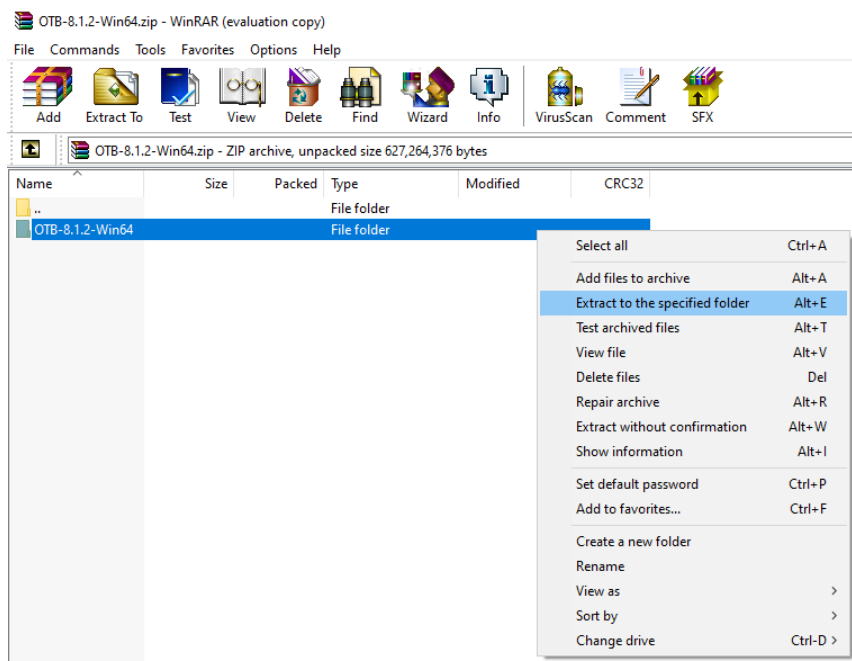 OTB-8.1.2-Win64.zip - WinRAR (evaluation copy)
File Commands Tools Favorites Options Help
Add Extract To Test View Delete Find Wizard Info VirusScan Comment SFX
OTB-8.1.2-Win64.zip - ZIP archive, unpacked size 627,264,376 bytes
Name Size Packed Type Modified CRC32
.. File folder
OTB-8.1.2-Win64 File folder
Select all Ctrl+A
Add files to archive Alt+A
Extract to the specified folder Alt+E
Test archived files Alt+T
View file Alt+V
Delete files Del
Repair archive Alt+R
Extract without confirmation Alt+W
Show information Alt+I
Set default password Ctrl+P
Add to favorites... Ctrl+F
Create a new folder
Rename
View as >
Sort by >
Change drive Ctrl-D >